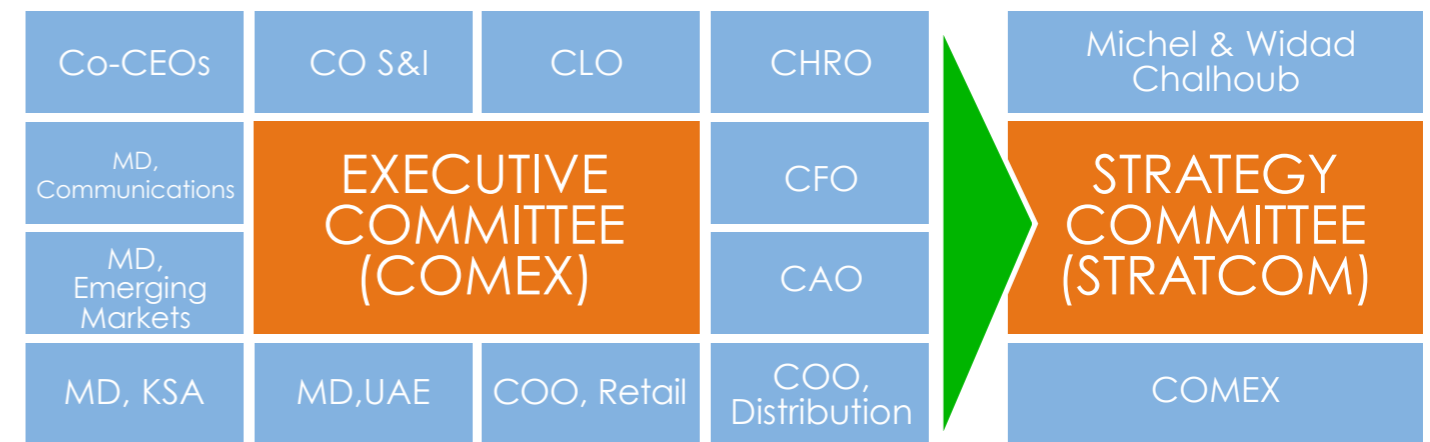 Co-CEOs
CO S&I
CLO
CHRO
Michel & Widad
Chalhoub
MD,
Communications
EXECUTIVE
COMMITTEE
(COMEX)
CFO
STRATEGY
COMMITTEE
(STRATCOM)
MD,
Emerging
Markets
CAO
MD, KSA
MD,UAE
COO, Retail
COO,
Distribution
COMEX